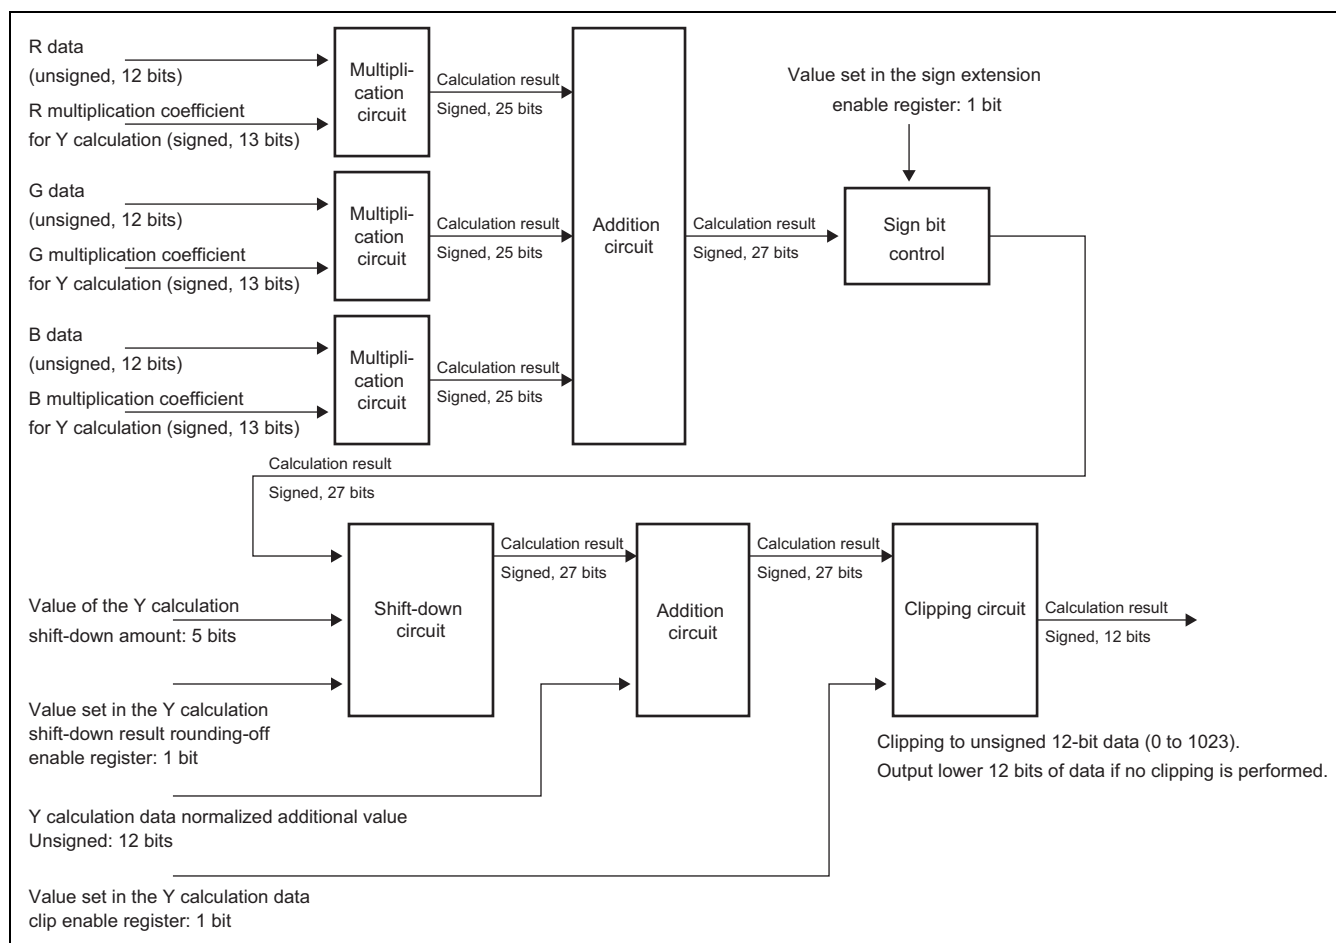 R data
(unsigned, 12 bits)
R multiplication coefficient
for Y calculation (signed, 13 bits)
Multipli-
cation
circuit
Calculation result
Signed, 25 bits
G data
(unsigned, 12 bits)
G multiplication coefficient
for Y calculation (signed, 13 bits)
Multipli-
cation
circuit
Calculation result
Signed, 25 bits
B data
(unsigned, 12 bits)
B multiplication coefficient
for Y calculation (signed, 13 bits)
Multipli-
cation
circuit
Calculation result
Signed, 25 bits
Addition
circuit
Calculation result
Signed, 27 bits
Value set in the sign extension
enable register: 1 bit
Sign bit
control
Calculation result
Signed, 27 bits
Value of the Y calculation
shift-down amount: 5 bits
Value set in the Y calculation
shift-down result rounding-off
enable register: 1 bit
Shift-down
circuit
Calculation result
Signed, 27 bits
Y calculation data normalized additional value
Unsigned: 12 bits
Addition
circuit
Calculation result
Signed, 27 bits
Value set in the Y calculation data
clip enable register: 1 bit
Clipping circuit
Calculation result
Signed, 12 bits
Clipping to unsigned 12-bit data (0 to 1023).
Output lower 12 bits of data if no clipping is performed.